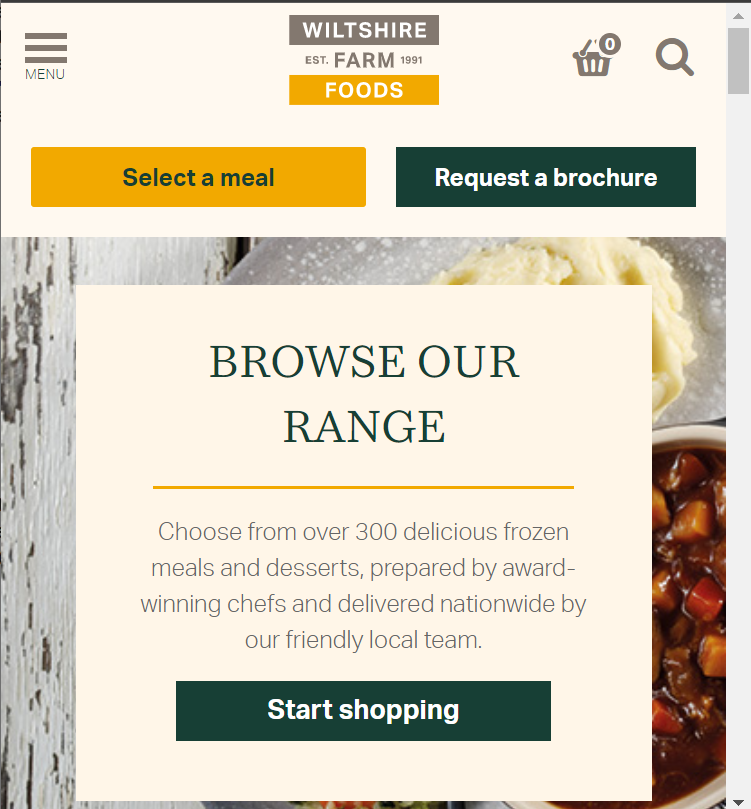 MENU
WILTSHIRE
EST. FARM 1991
FOODS
0
Select a meal
Request a brochure
BROWSE OUR
RANGE
Choose from over 300 delicious frozen
meals and desserts, prepared by award-
winning chefs and delivered nationwide by
our friendly local team.
Start shopping